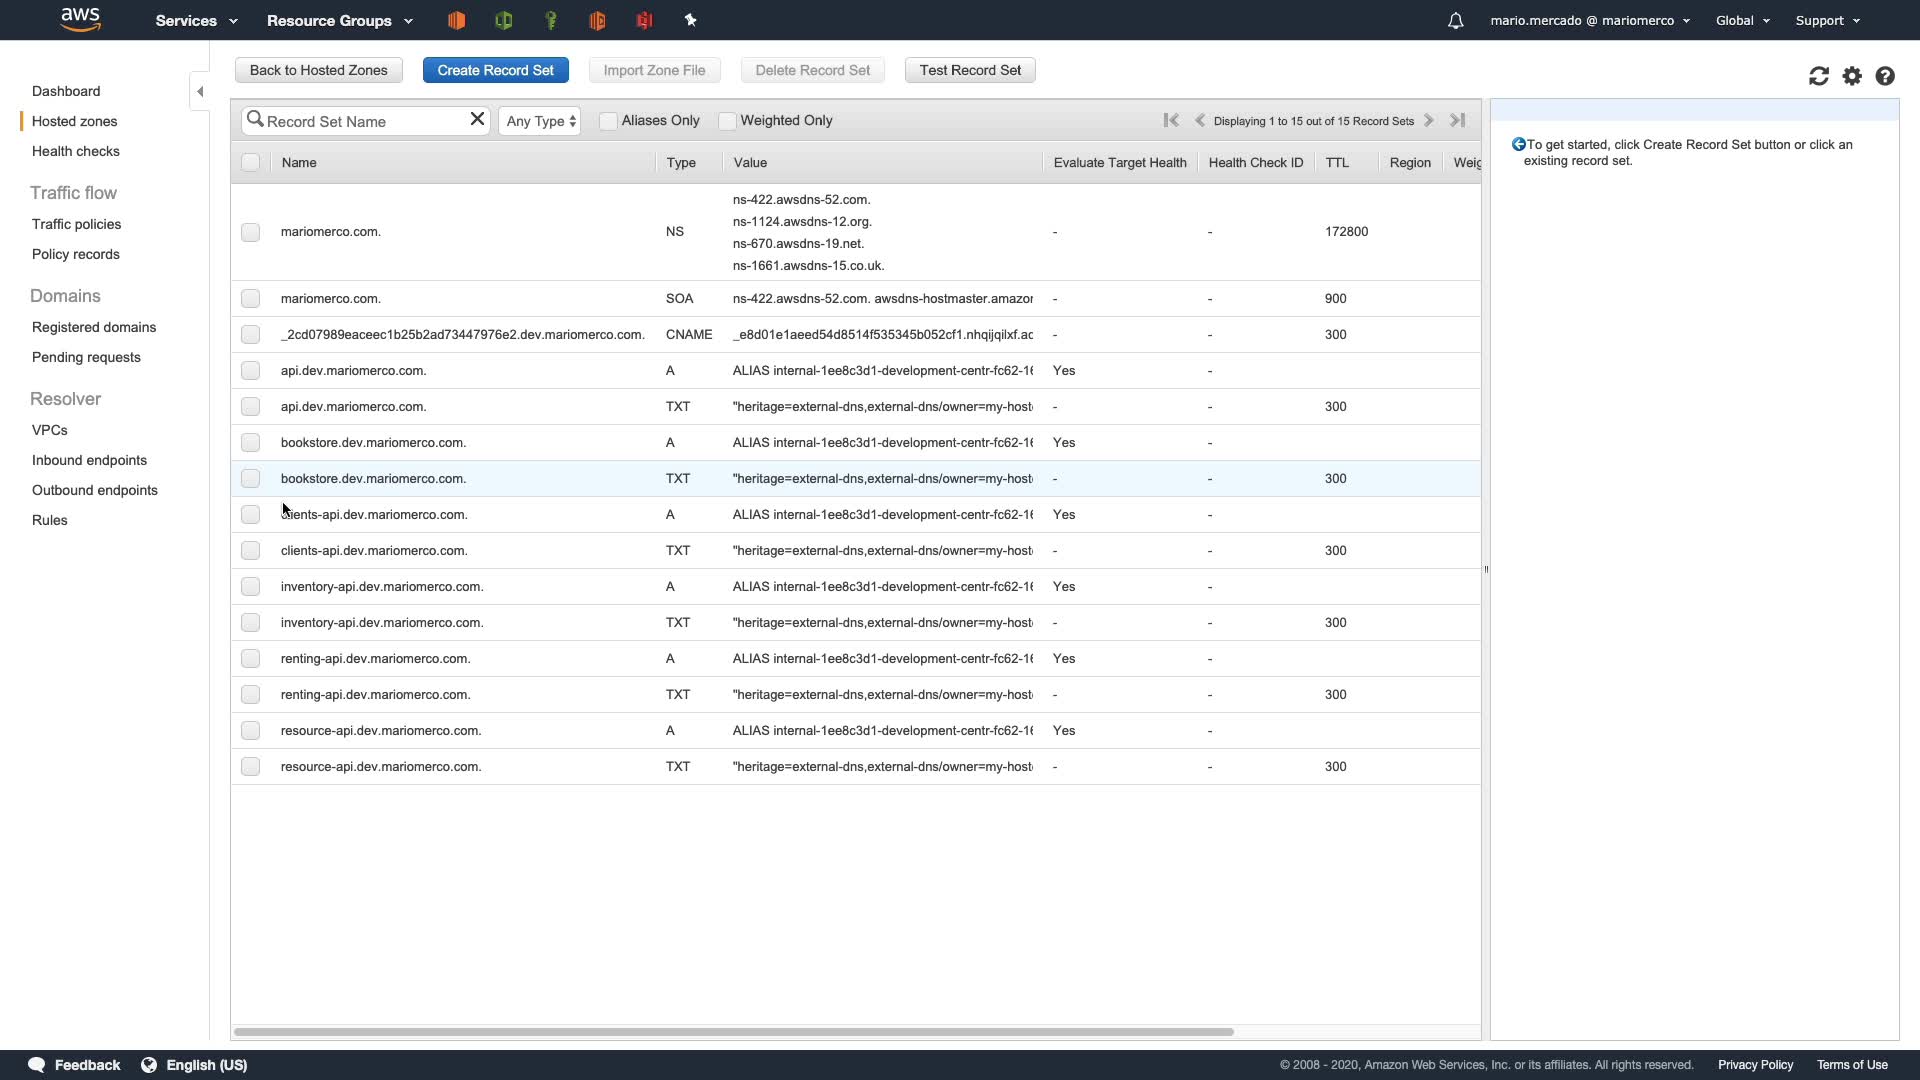 aws
Services
Resource Groups
mario.mercado @ mariomerco
Global
Support
Dashboard
Hosted zones
Health checks
Traffic flow
Traffic policies
Policy records
Domains
Registered domains
Pending requests
Resolver
VPCs
Inbound endpoints
Outbound endpoints
Rules
Back to Hosted Zones
Create Record Set
Import Zone File
Delete Record Set
Test Record Set
Record Set Name
Any Type
Aliases Only
Weighted Only
Displaying 1 to 15 out of 15 Record Sets
Name Type Value Evaluate Target Health Health Check ID TTL Region Weig
mariomerco.com. NS ns-422.awsdns-52.com.
ns-1124.awsdns-12.org.
ns-670.awsdns-19.net.
ns-1661.awsdns-15.co.uk. - - 172800
mariomerco.com. SOA ns-422.awsdns-52.com. awsdns-hostmaster.amazor - - 900
_2cd07989eaceec1b25b2ad73447976e2.dev.mariomerco.com. CNAME _e8d01e1aeed54d8514f535345b052cf1.nhqijqilxf.ac - - 300
api.dev.mariomerco.com. A ALIAS internal-1ee8c3d1-development-centr-fc62-16 Yes -
api.dev.mariomerco.com. TXT "heritage=external-dns,external-dns/owner=my-host - - 300
bookstore.dev.mariomerco.com. A ALIAS internal-1ee8c3d1-development-centr-fc62-16 Yes -
bookstore.dev.mariomerco.com. TXT "heritage=external-dns,external-dns/owner=my-host - - 300
clients-api.dev.mariomerco.com. A ALIAS internal-1ee8c3d1-development-centr-fc62-16 Yes -
clients-api.dev.mariomerco.com. TXT "heritage=external-dns,external-dns/owner=my-host - - 300
inventory-api.dev.mariomerco.com. A ALIAS internal-1ee8c3d1-development-centr-fc62-16 Yes -
inventory-api.dev.mariomerco.com. TXT "heritage=external-dns,external-dns/owner=my-host - - 300
renting-api.dev.mariomerco.com. A ALIAS internal-1ee8c3d1-development-centr-fc62-16 Yes -
renting-api.dev.mariomerco.com. TXT "heritage=external-dns,external-dns/owner=my-host - - 300
resource-api.dev.mariomerco.com. A ALIAS internal-1ee8c3d1-development-centr-fc62-16 Yes -
resource-api.dev.mariomerco.com. TXT "heritage=external-dns,external-dns/owner=my-host - - 300
To get started, click Create Record Set button or click an
existing record set.
Feedback
English (US)
© 2008 - 2020, Amazon Web Services, Inc. or its affiliates. All rights reserved.
Privacy Policy
Terms of Use